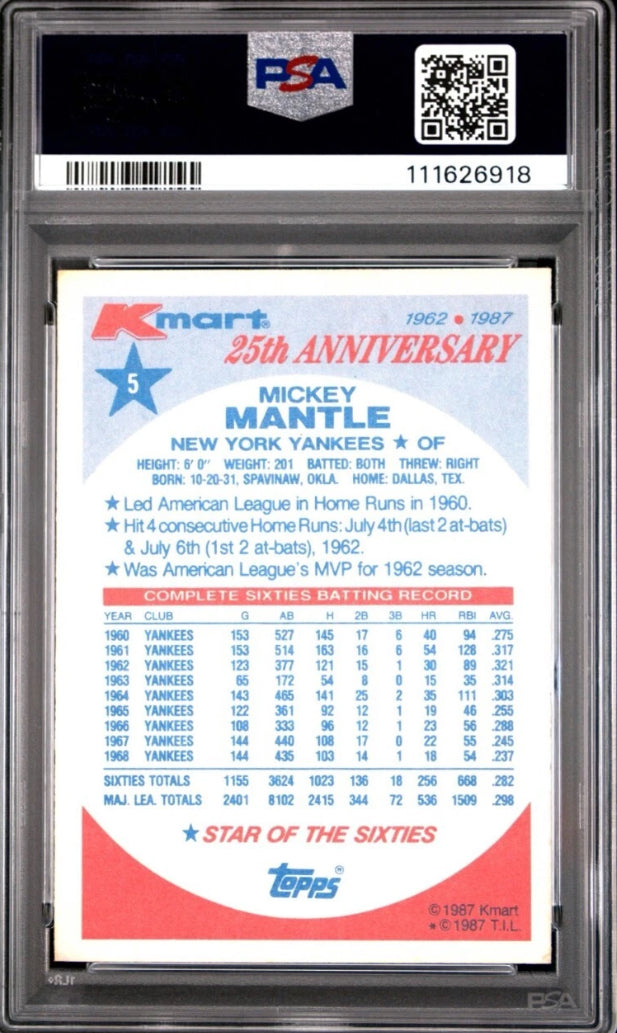 PSA
111626918
Kmart®
1962 • 1987
25th ANNIVERSARY
5
MICKEY
MANTLE
NEW YORK YANKEES ★ OF
HEIGHT: 6' 0" WEIGHT: 201 BATTED: BOTH THREW: RIGHT
BORN: 10-20-31, SPAVINAW, OKLA. HOME: DALLAS, TEX.
★ Led American League in Home Runs in 1960.
★ Hit 4 consecutive Home Runs: July 4th (last 2 at-bats)
& July 6th (1st 2 at-bats), 1962.
★ Was American League's MVP for 1962 season.
COMPLETE SIXTIES BATTING RECORD
YEAR CLUB G AB H 2B 3B HR RBI AVG.
1960 YANKEES 153 527 145 17 6 40 94 .275
1961 YANKEES 153 514 163 16 6 54 128 .317
1962 YANKEES 123 377 121 15 1 30 89 .321
1963 YANKEES 65 172 54 8 0 15 35 .314
1964 YANKEES 143 465 141 25 2 35 111 .303
1965 YANKEES 122 361 92 12 1 19 46 .255
1966 YANKEES 108 333 96 12 1 23 56 .288
1967 YANKEES 144 440 108 17 0 22 55 .245
1968 YANKEES 144 435 103 14 1 18 54 .237
SIXTIES TOTALS 1155 3624 1023 136 18 256 668 .282
MAJ. LEA. TOTALS 2401 8102 2415 344 72 536 1509 .298
★ STAR OF THE SIXTIES
topps
© 1987 Kmart
* © 1987 T.I.L.
PSA